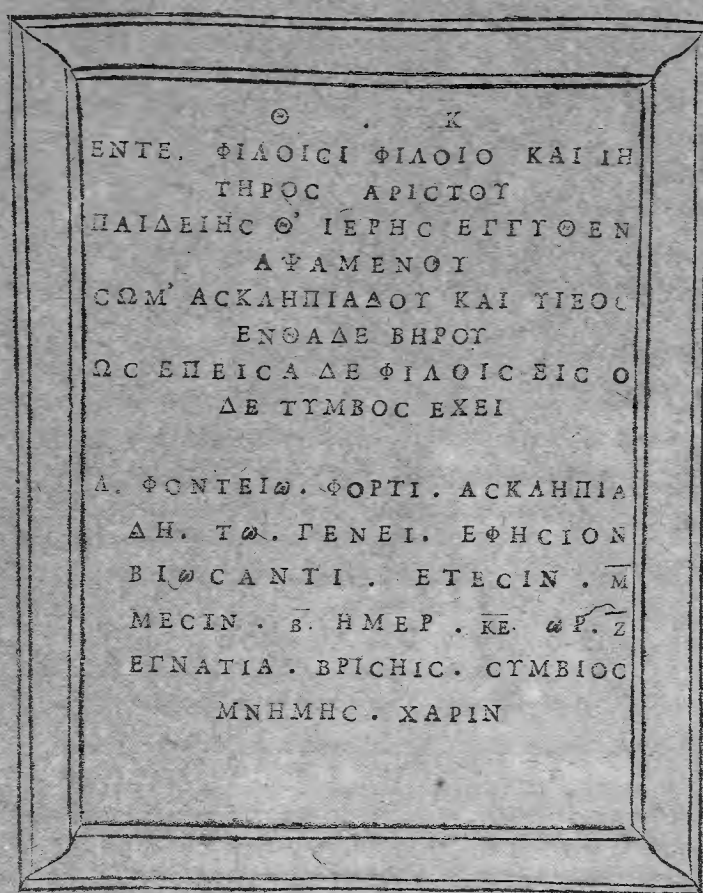 Θ . Κ
ΕΝΤΕ. ΦΙΛΟΙCΙ ΦΙΛΟΙΟ ΚΑΙ ΙΗ
ΤΗΡΟC ΑΡΙCΤΟΥ
ΠΑΙΔΕΙΗC Θ' ΙΕΡΗC ΕΓΓΥΘΕΝ
ΑΨΑΜΕΝΟΥ
CΩΜ' ΑCΚΛΗΠΙΑΔΟΥ ΚΑΙ ΥΙΕΟC
ΕΝΘΑΔΕ ΒΗΡΟΥ
ΩC ΕΠΕΙCΑ ΔΕ ΦΙΛΟΙC ΕΙC Ο
ΔΕ ΤΥΜΒΟC ΕΧΕΙ
Λ. ΦΟΝΤΕΙω. ΦΟΡΤΙ. ΑCΚΛΗΠΙΑ
ΔΗ. Τω. ΓΕΝΕΙ. ΕΦΗCΙΟΝ
ΒΙωCΑΝΤΙ. ΕΤΕCΙΝ. Μ̅
ΜΕCΙΝ. Β̅. ΗΜΕΡ. Κ̅Ε̅. ωΡ. Ζ̅
ΕΓΝΑΤΙΑ. ΒΡΙCΗΙC. CΥΜΒΙΟC
ΜΝΗΜΗC. ΧΑΡΙΝ